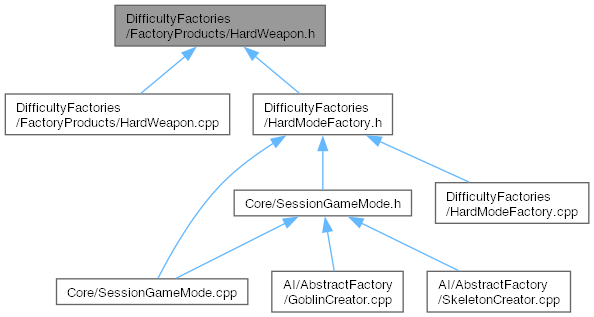 DifficultyFactories
/FactoryProducts/HardWeapon.h
DifficultyFactories
/FactoryProducts/HardWeapon.cpp
DifficultyFactories
/HardModeFactory.h
Core/SessionGameMode.h
DifficultyFactories
/HardModeFactory.cpp
Core/SessionGameMode.cpp
AI/AbstractFactory
/GoblinCreator.cpp
AI/AbstractFactory
/SkeletonCreator.cpp